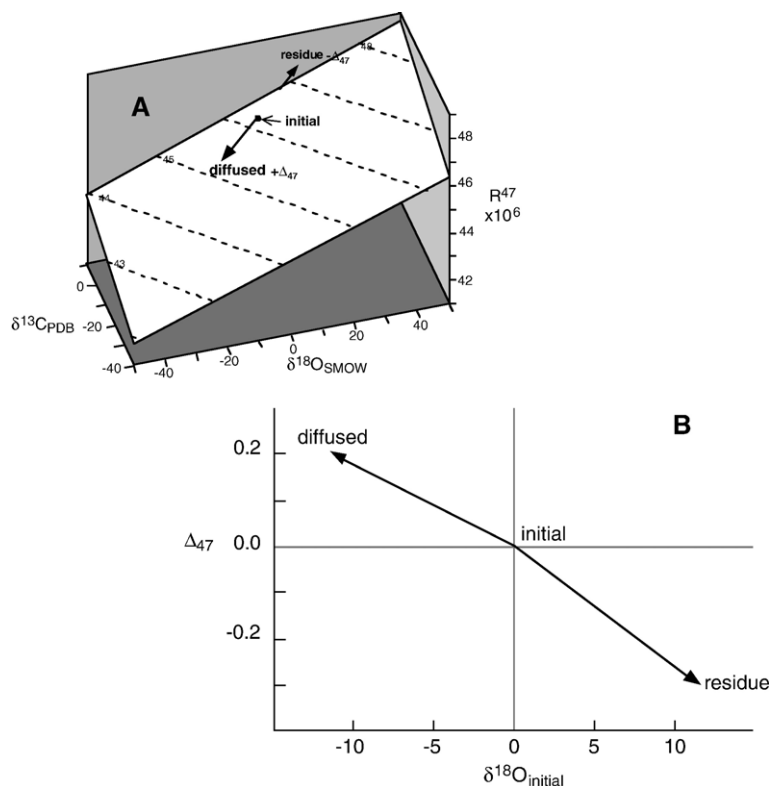 A
48
residue -Δ47
initial
45
diffused +Δ47
44
43
48
46
R47
x10^6
44
42
0
-20
-40
δ13CPDB
-40
-20
0
20
40
δ18OSMOW
B
0.2
0.0
-0.2
Δ47
diffused
initial
residue
-10
-5
0
5
10
δ18Oinitial